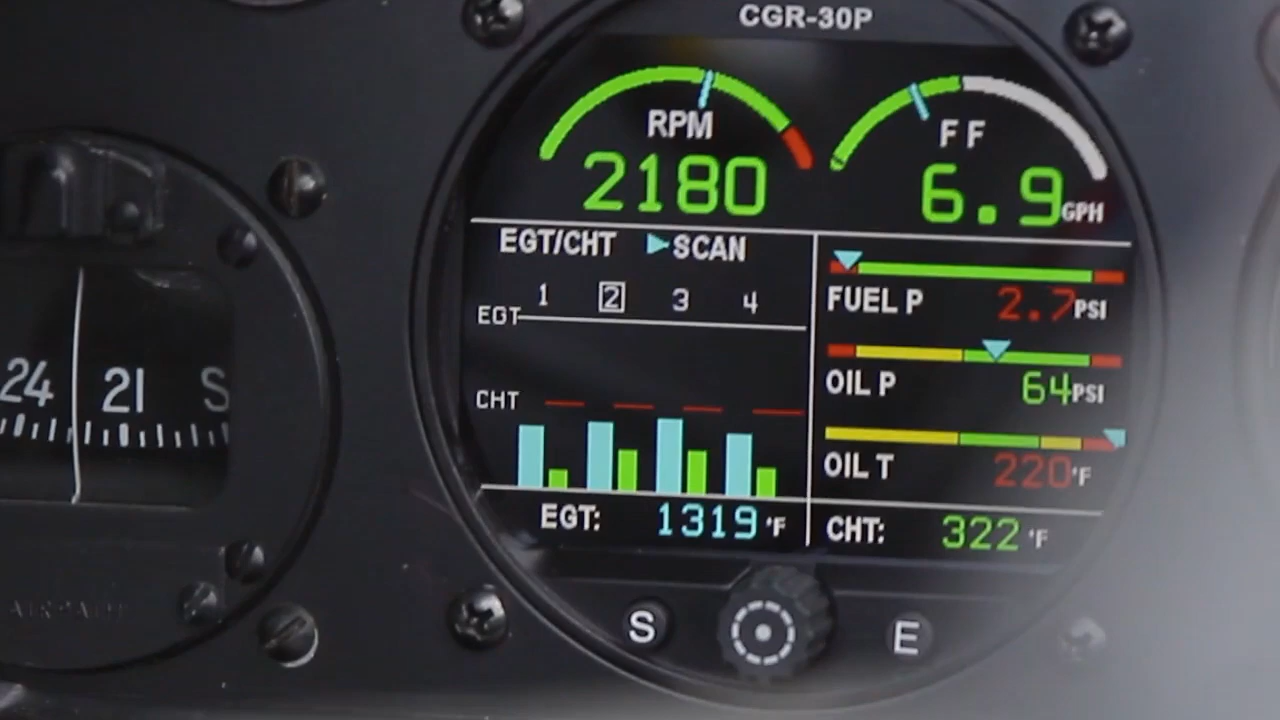 CGR-30P
RPM
2180
FF
6.9 GPH
EGT/CHT SCAN
1 2 3 4
EGT
CHT
EGT: 1319 °F
FUEL P 2.7 PSI
OIL P 64 PSI
OIL T 220 °F
CHT: 322 °F
S
E
24 21 S
AIRPATH